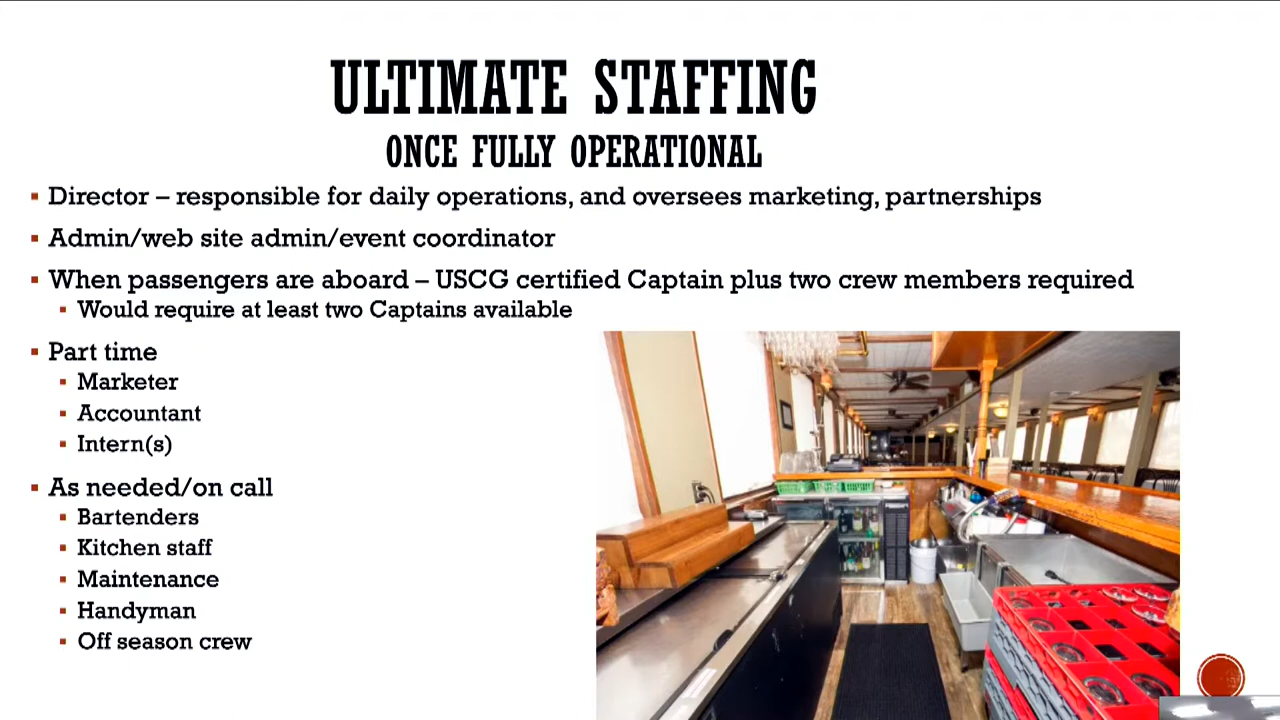 ULTIMATE STAFFING
ONCE FULLY OPERATIONAL
▪ Director – responsible for daily operations, and oversees marketing, partnerships
▪ Admin/web site admin/event coordinator
▪ When passengers are aboard – USCG certified Captain plus two crew members required
▪ Would require at least two Captains available
▪ Part time
▪ Marketer
▪ Accountant
▪ Intern(s)
▪ As needed/on call
▪ Bartenders
▪ Kitchen staff
▪ Maintenance
▪ Handyman
▪ Off season crew